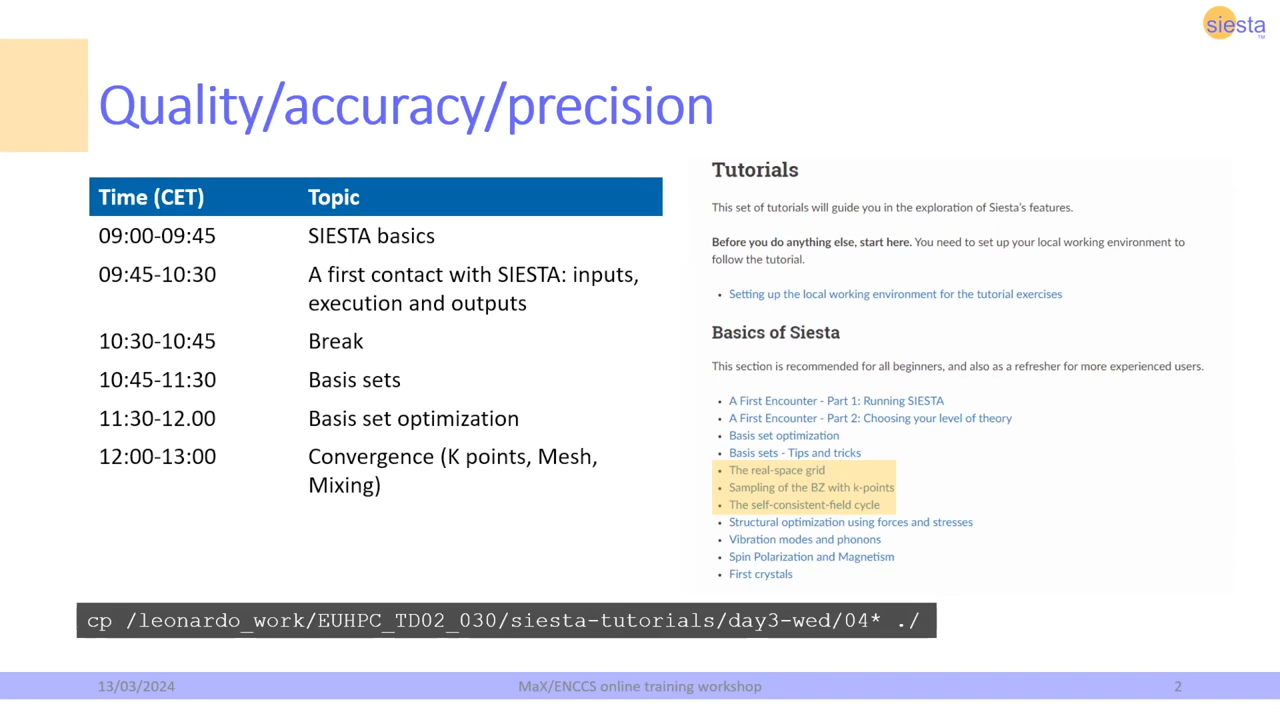 siesta
TM
Quality/accuracy/precision
Time (CET) Topic
09:00-09:45 SIESTA basics
09:45-10:30 A first contact with SIESTA: inputs,
execution and outputs
10:30-10:45 Break
10:45-11:30 Basis sets
11:30-12.00 Basis set optimization
12:00-13:00 Convergence (K points, Mesh,
Mixing)
Tutorials
This set of tutorials will guide you in the exploration of Siesta's features.
Before you do anything else, start here. You need to set up your local working environment to
follow the tutorial.
• Setting up the local working environment for the tutorial exercises
Basics of Siesta
This section is recommended for all beginners, and also as a refresher for more experienced users.
• A First Encounter - Part 1: Running SIESTA
• A First Encounter - Part 2: Choosing your level of theory
• Basis set optimization
• Basis sets - Tips and tricks
• The real-space grid
• Sampling of the BZ with k-points
• The self-consistent-field cycle
• Structural optimization using forces and stresses
• Vibration modes and phonons
• Spin Polarization and Magnetism
• First crystals
cp /leonardo_work/EUHPC_TD02_030/siesta-tutorials/day3-wed/04* ./
13/03/2024 MaX/ENCCS online training workshop 2